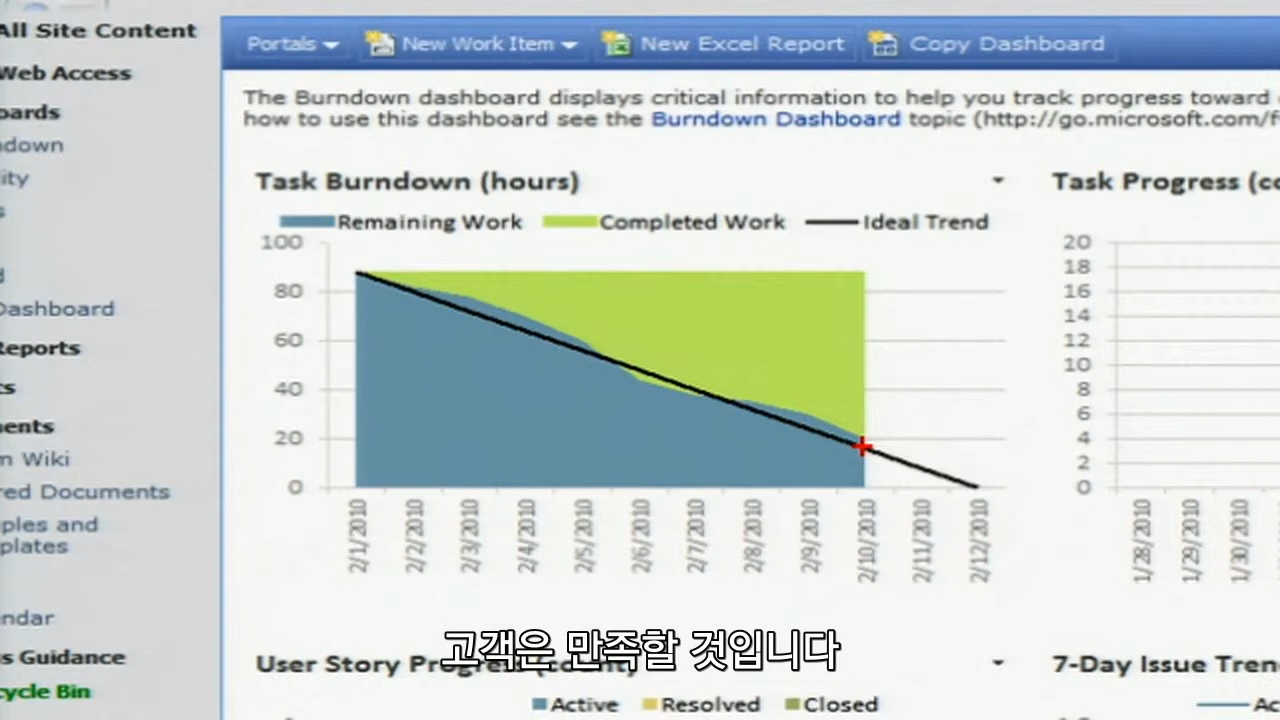 All Site Content
Portals New Work Item New Excel Report Copy Dashboard
Web Access
The Burndown dashboard displays critical information to help you track progress toward
how to use this dashboard see the Burndown Dashboard topic (http://go.microsoft.com/f
Task Burndown (hours)
Task Progress (co
Remaining Work Completed Work Ideal Trend
100
80
60
40
20
0
2/1/2010 2/2/2010 2/3/2010 2/4/2010 2/5/2010 2/6/2010 2/7/2010 2/8/2010 2/9/2010 2/10/2010 2/11/2010 2/12/2010
20
18
16
14
12
10
8
6
4
2
0
1/28/2010 1/29/2010 1/30/2010
oards
ndown
ity
s
d
Dashboard
Reports
ts
ents
m Wiki
red Documents
ples and
plates
ndar
s Guidance
cycle Bin
고객은 만족할 것입니다
User Story Progress (count)
7-Day Issue Tren
Active Resolved Closed
Ac